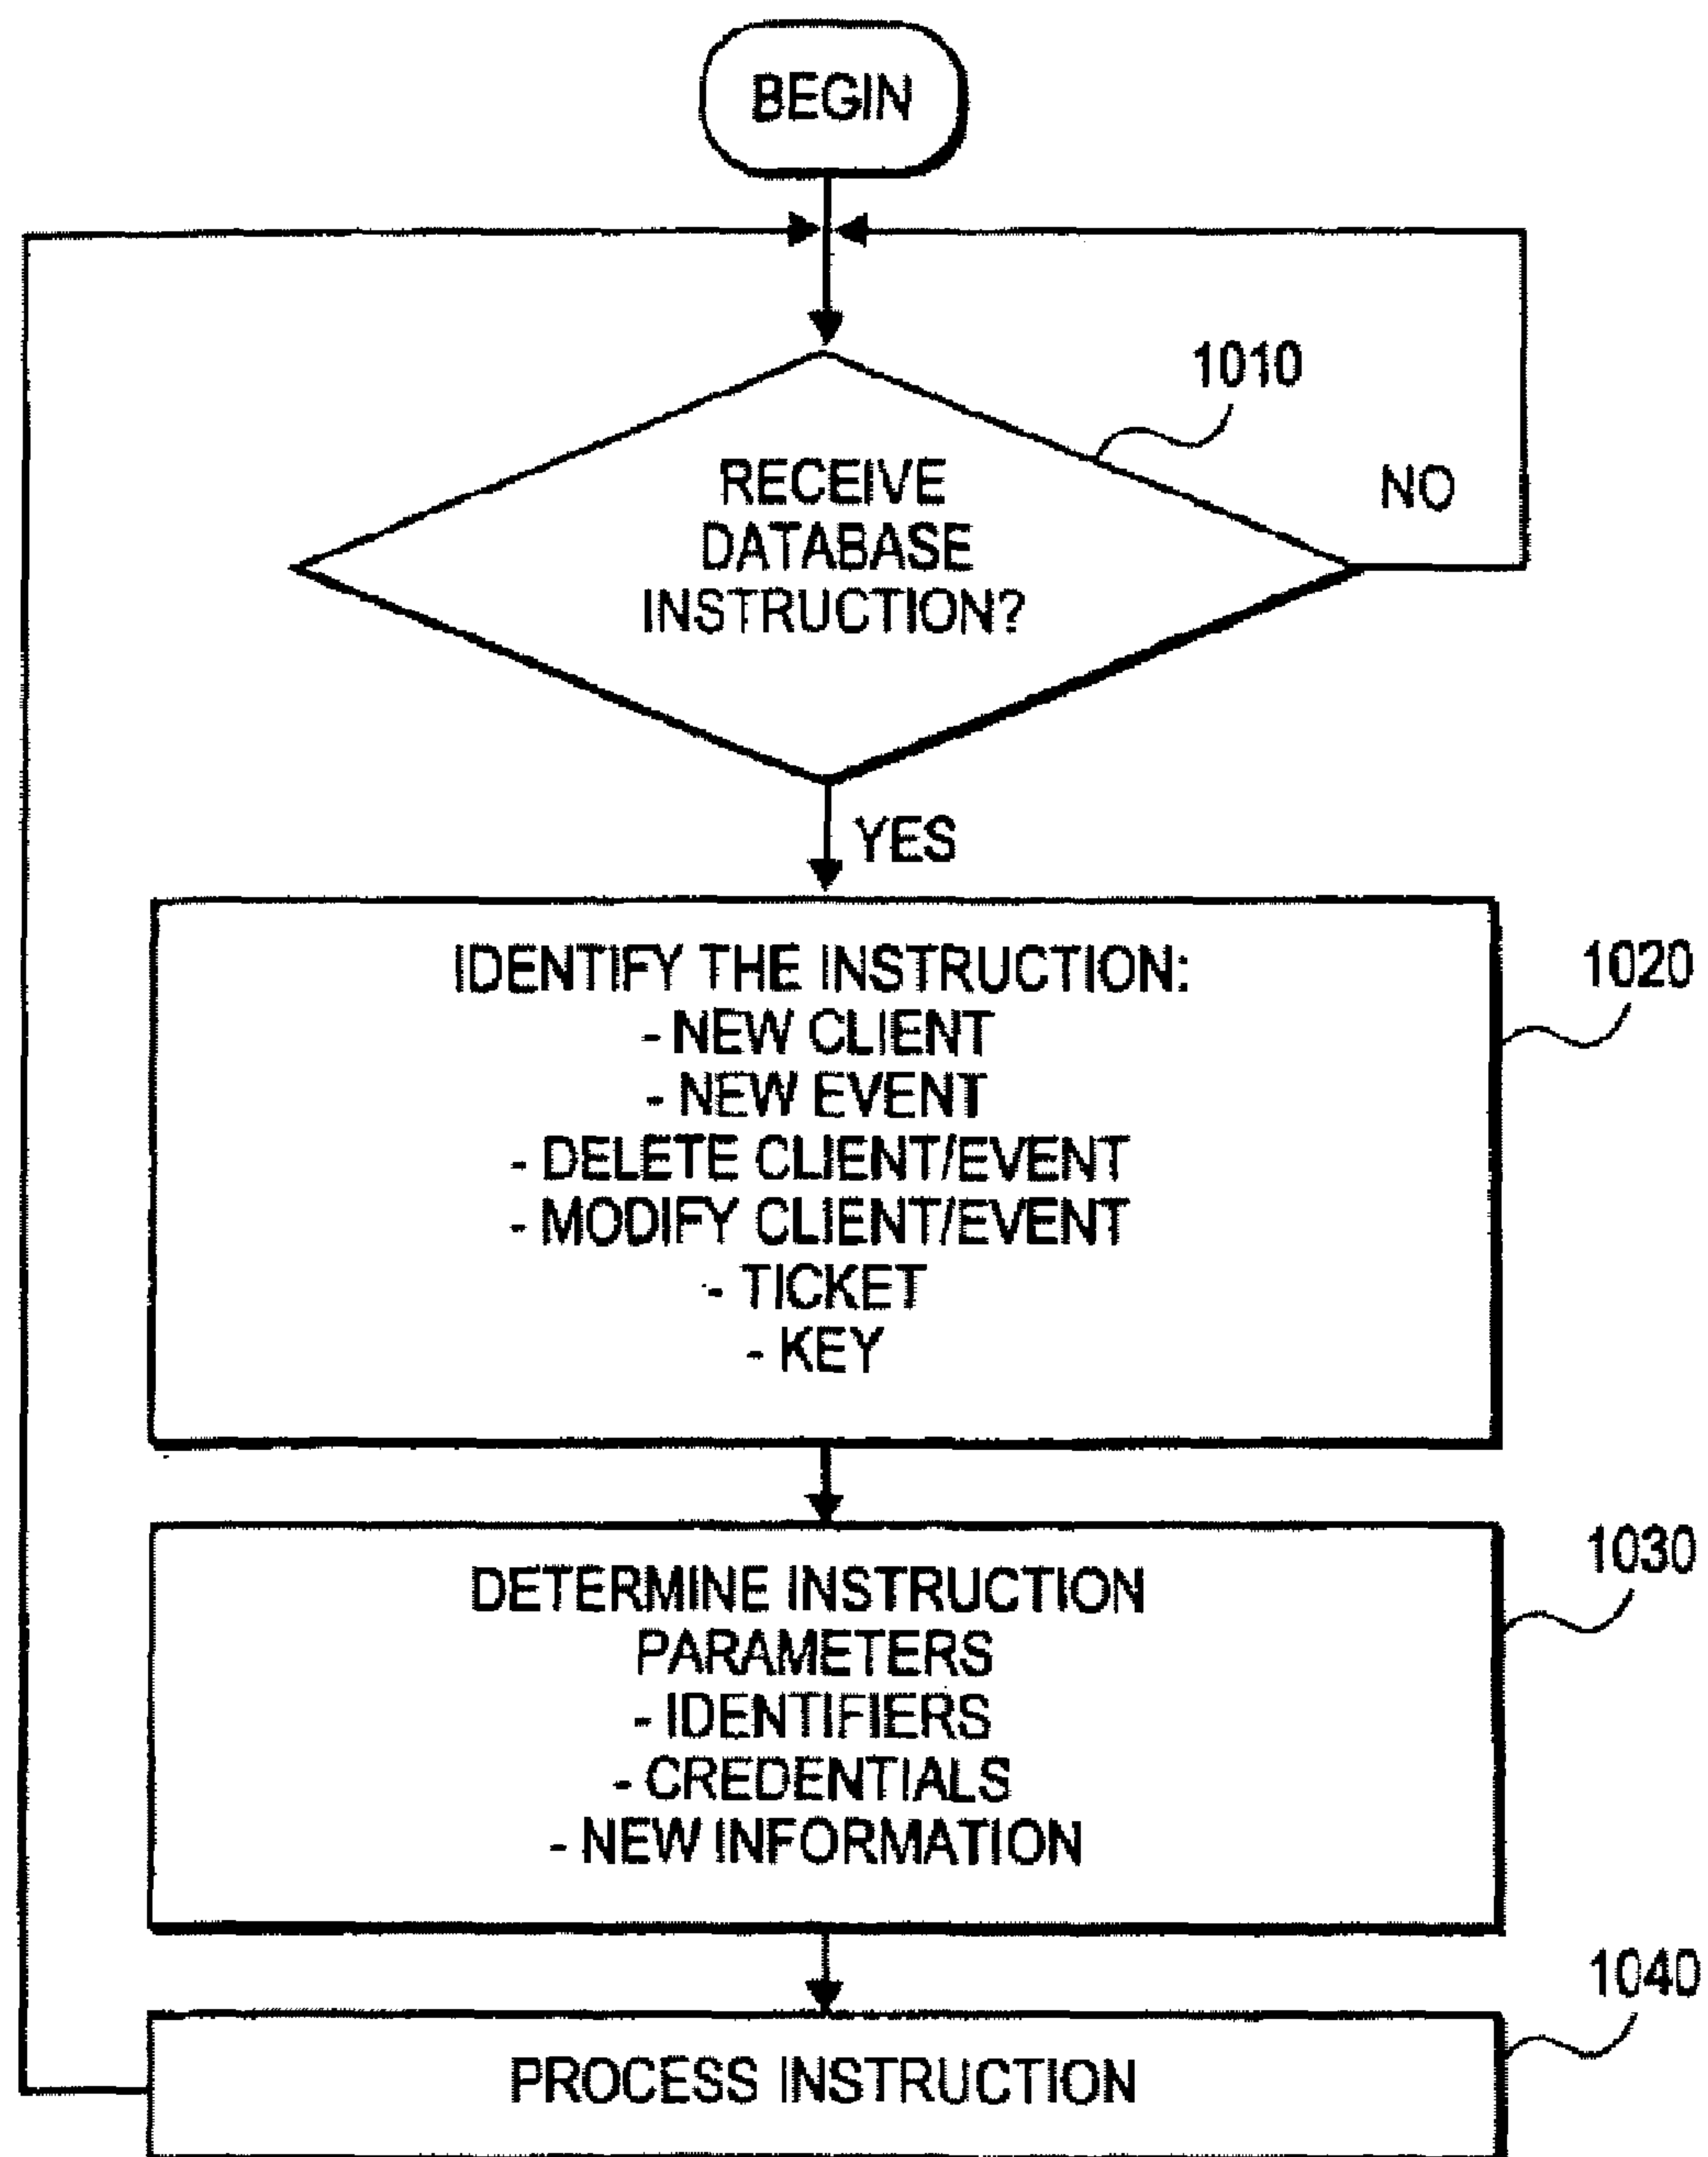 BEGIN
1010
RECEIVE
DATABASE
INSTRUCTION?
NO
YES
IDENTIFY THE INSTRUCTION:
- NEW CLIENT
- NEW EVENT
- DELETE CLIENT/EVENT
- MODIFY CLIENT/EVENT
- TICKET
- KEY
1020
DETERMINE INSTRUCTION
PARAMETERS
- IDENTIFIERS
- CREDENTIALS
- NEW INFORMATION
1030
PROCESS INSTRUCTION
1040